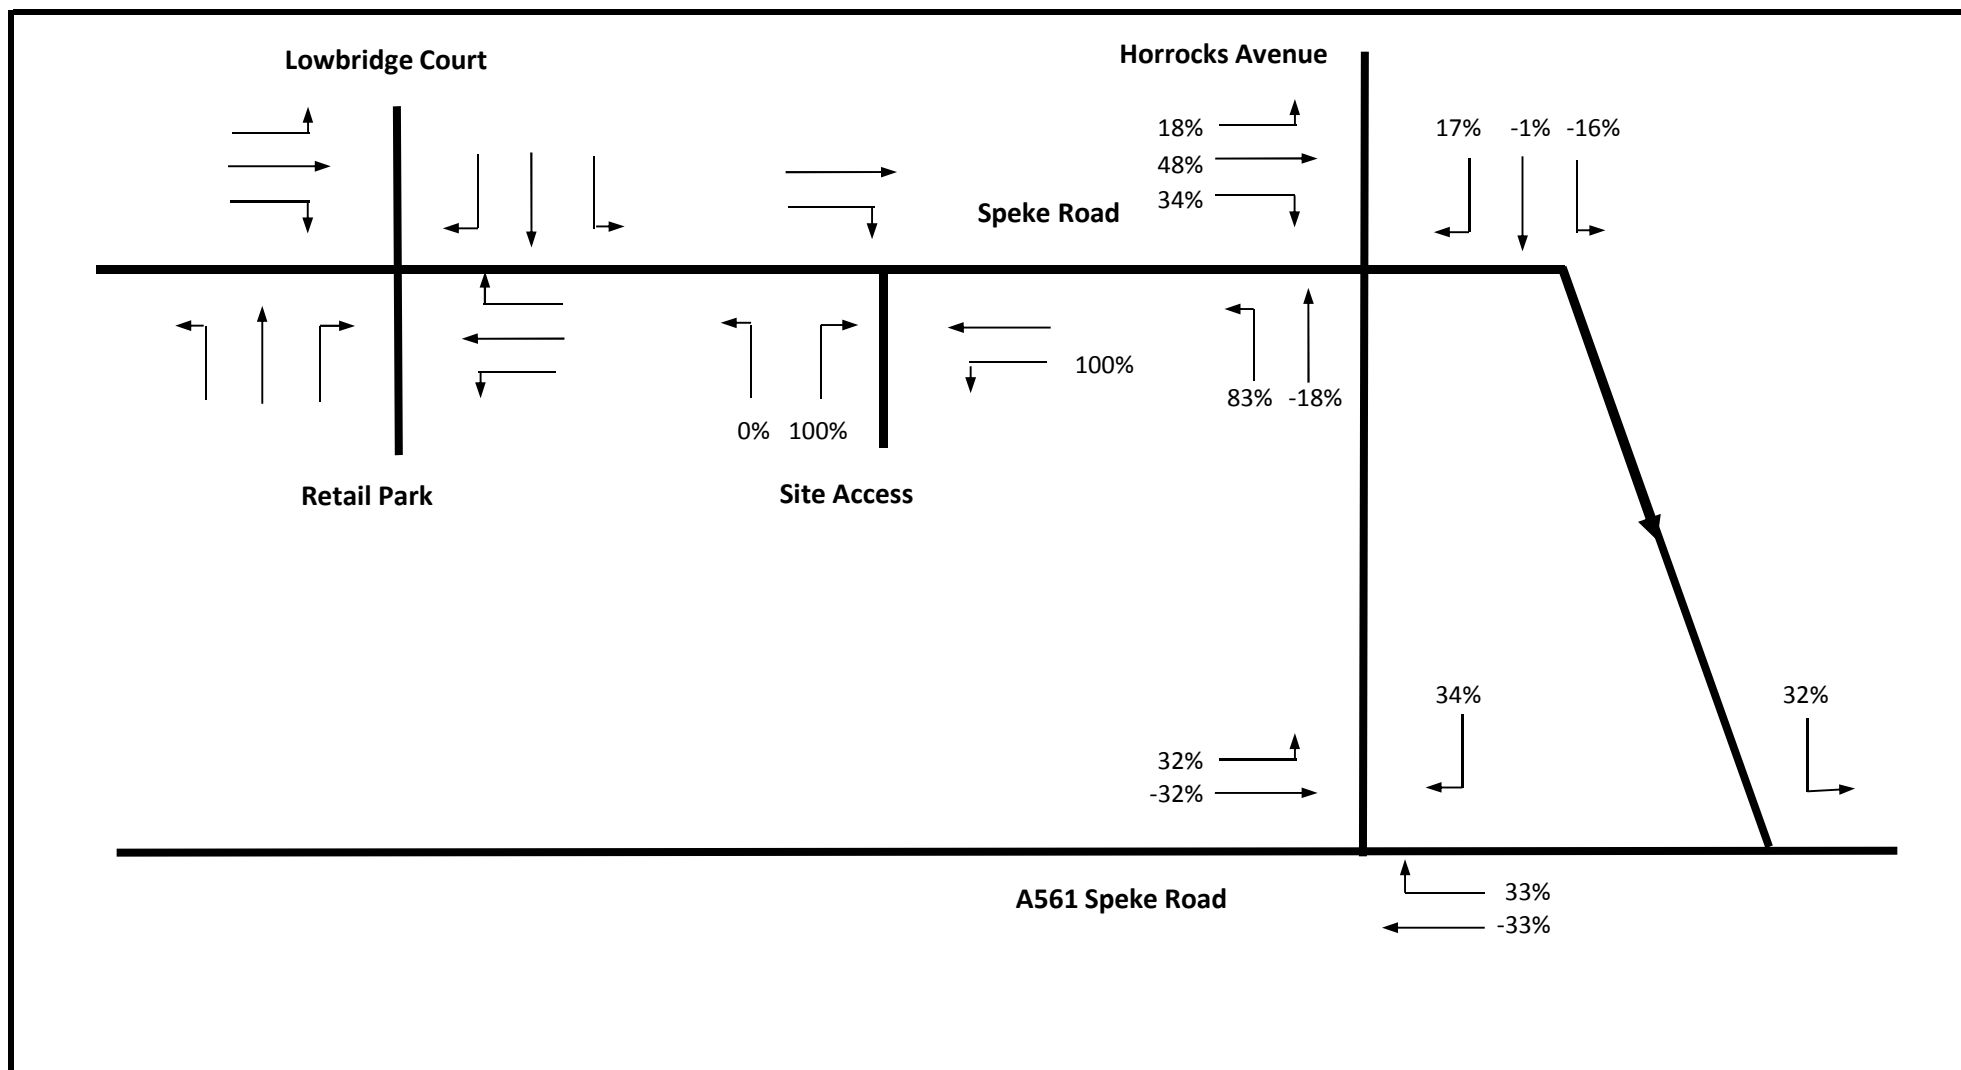 Lowbridge Court
Horrocks Avenue
18%
17% -1% -16%
48%
34%
Speke Road
100%
83% -18%
0% 100%
Retail Park
Site Access
34%
32%
32%
-32%
A561 Speke Road
33%
-33%